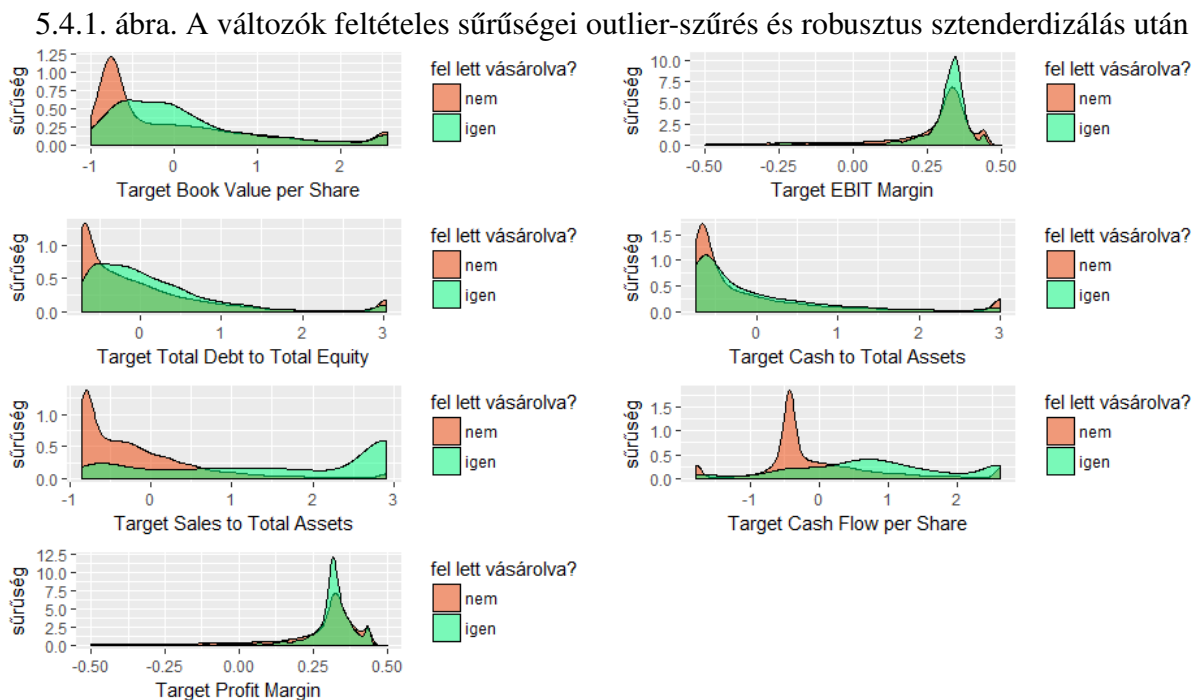 5.4.1. ábra. A változók feltételes sűrűségei outlier-szűrés és robusztus sztenderdizálás után
sűrűség
1.25
1.00
0.75
0.50
0.25
0.00
-1 0 1 2
Target Book Value per Share
fel lett vásárolva?
nem
igen
sűrűség
10.0
7.5
5.0
2.5
0.0
-0.50 -0.25 0.00 0.25 0.50
Target EBIT Margin
fel lett vásárolva?
nem
igen
sűrűség
1.0
0.5
0.0
0 1 2 3
Target Total Debt to Total Equity
fel lett vásárolva?
nem
igen
sűrűség
1.5
1.0
0.5
0.0
0 1 2 3
Target Cash to Total Assets
fel lett vásárolva?
nem
igen
sűrűség
1.0
0.5
0.0
-1 0 1 2 3
Target Sales to Total Assets
fel lett vásárolva?
nem
igen
sűrűség
1.5
1.0
0.5
0.0
-1 0 1 2
Target Cash Flow per Share
fel lett vásárolva?
nem
igen
sűrűség
12.5
10.0
7.5
5.0
2.5
0.0
-0.50 -0.25 0.00 0.25 0.50
Target Profit Margin
fel lett vásárolva?
nem
igen